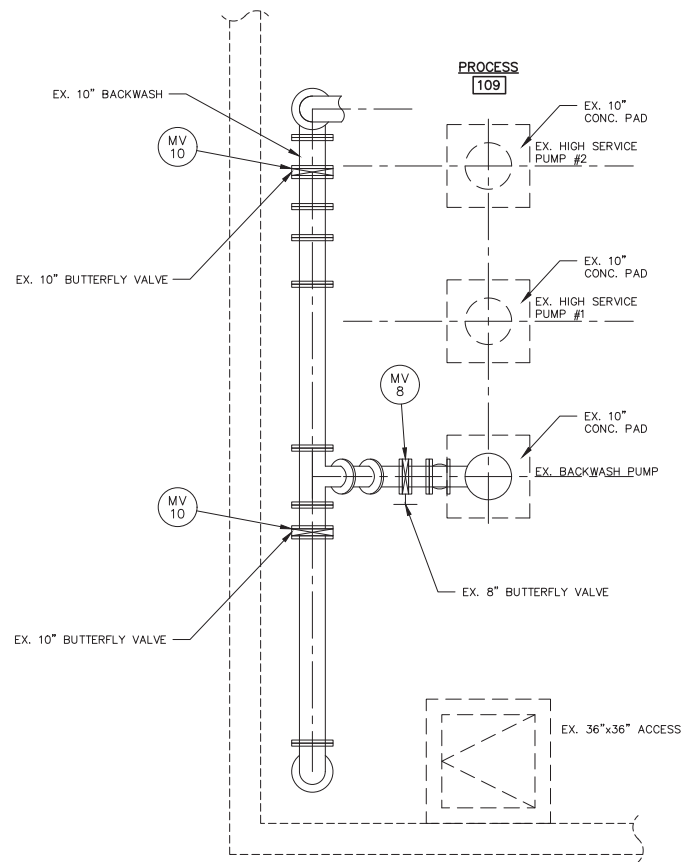 PROCESS
109
EX. 10" BACKWASH
EX. 10"
CONC. PAD
MV
10
EX. HIGH SERVICE
PUMP #2
EX. 10" BUTTERFLY VALVE
EX. 10"
CONC. PAD
EX. HIGH SERVICE
PUMP #1
MV
8
EX. 10"
CONC. PAD
EX. BACKWASH PUMP
MV
10
EX. 8" BUTTERFLY VALVE
EX. 10" BUTTERFLY VALVE
EX. 36"x36" ACCESS